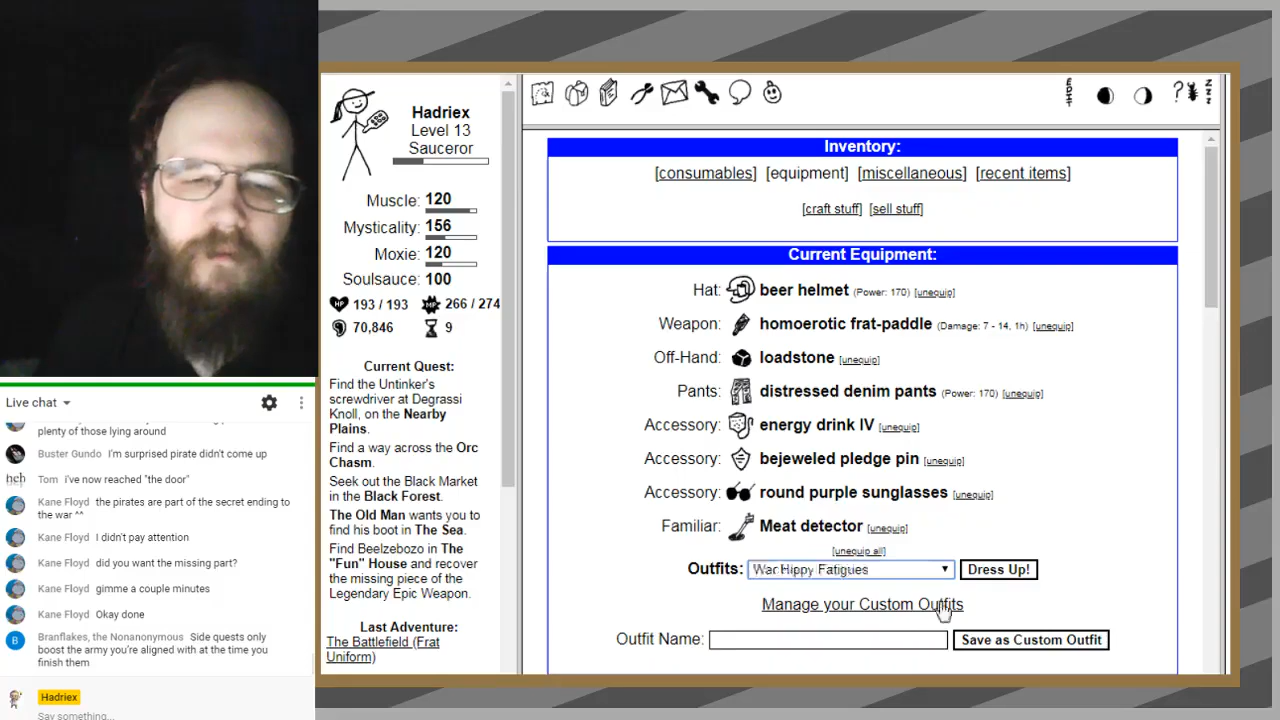 Hadriex
Level 13
Sauceror
Muscle: 120
Mysticality: 156
Moxie: 120
Soulsauce: 100
HP 193 / 193 MP 266 / 274
70,846 9
Current Quest:
Find the Untinker's
screwdriver at Degrassi
Knoll, on the Nearby
Plains.
Find a way across the Orc
Chasm.
Seek out the Black Market
in the Black Forest.
The Old Man wants you to
find his boot in The Sea.
Find Beelzebozo in The
"Fun" House and recover
the missing piece of the
Legendary Epic Weapon.
Last Adventure:
The Battlefield (Frat
Uniform)
EDIT
? ZZZ
Inventory:
[consumables] [equipment] [miscellaneous] [recent items]
[craft stuff] [sell stuff]
Current Equipment:
Hat: beer helmet (Power: 170) [unequip]
Weapon: homoerotic frat-paddle (Damage: 7 - 14, 1h) [unequip]
Off-Hand: loadstone [unequip]
Pants: distressed denim pants (Power: 170) [unequip]
Accessory: energy drink IV [unequip]
Accessory: bejeweled pledge pin [unequip]
Accessory: round purple sunglasses [unequip]
Familiar: Meat detector [unequip]
[unequip all]
Outfits: War Hippy Fatigues Dress Up!
Manage your Custom Outfits
Outfit Name: Save as Custom Outfit
Live chat
plenty of those lying around
Buster Gundo I'm surprised pirate didn't come up
heh Tom i've now reached "the door"
Kane Floyd the pirates are part of the secret ending to
the war ^^
Kane Floyd I didn't pay attention
Kane Floyd did you want the missing part?
Kane Floyd gimme a couple minutes
Kane Floyd Okay done
B Branflakes, the Nonanonymous Side quests only
boost the army you're aligned with at the time you
finish them
Hadriex
Say something...